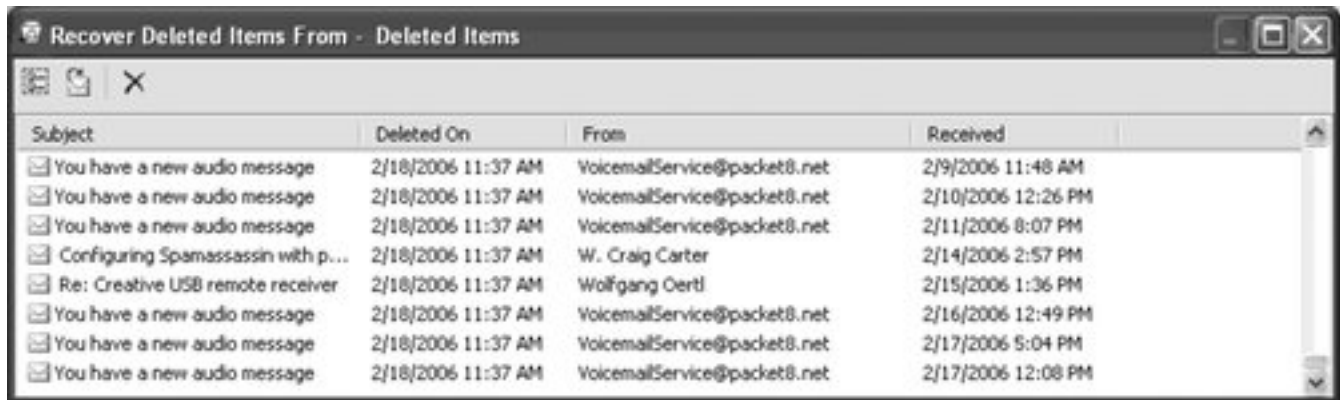 Recover Deleted Items From - Deleted Items
Subject Deleted On From Received
You have a new audio message 2/18/2006 11:37 AM VoicemailService@packet8.net 2/9/2006 11:48 AM
You have a new audio message 2/18/2006 11:37 AM VoicemailService@packet8.net 2/10/2006 12:26 PM
You have a new audio message 2/18/2006 11:37 AM VoicemailService@packet8.net 2/11/2006 8:07 PM
Configuring Spamassassin with p... 2/18/2006 11:37 AM W. Craig Carter 2/14/2006 2:57 PM
Re: Creative USB remote receiver 2/18/2006 11:37 AM Wolfgang Oertl 2/15/2006 1:36 PM
You have a new audio message 2/18/2006 11:37 AM VoicemailService@packet8.net 2/16/2006 12:49 PM
You have a new audio message 2/18/2006 11:37 AM VoicemailService@packet8.net 2/17/2006 5:04 PM
You have a new audio message 2/18/2006 11:37 AM VoicemailService@packet8.net 2/17/2006 12:08 PM